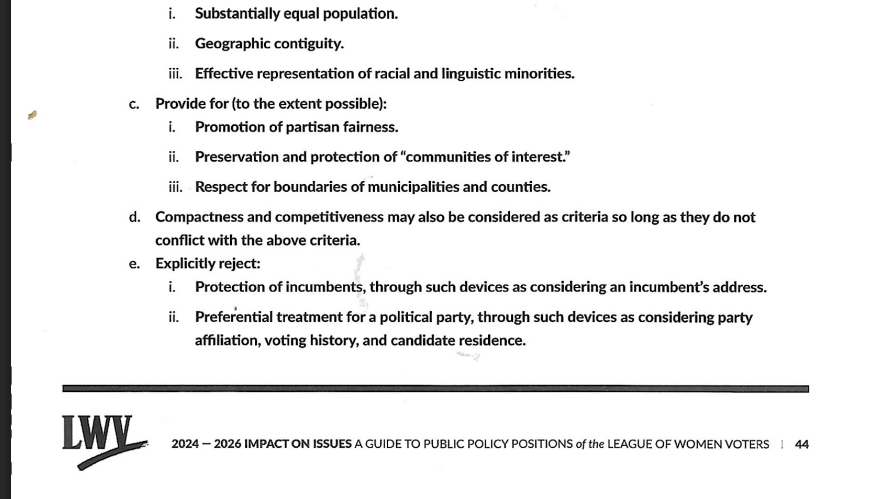 i. Substantially equal population.
ii. Geographic contiguity.
iii. Effective representation of racial and linguistic minorities.
c. Provide for (to the extent possible):
i. Promotion of partisan fairness.
ii. Preservation and protection of “communities of interest.”
iii. Respect for boundaries of municipalities and counties.
d. Compactness and competitiveness may also be considered as criteria so long as they do not
conflict with the above criteria.
e. Explicitly reject:
i. Protection of incumbents, through such devices as considering an incumbent’s address.
ii. Preferential treatment for a political party, through such devices as considering party
affiliation, voting history, and candidate residence.
LWV 2024 – 2026 IMPACT ON ISSUES A GUIDE TO PUBLIC POLICY POSITIONS of the LEAGUE OF WOMEN VOTERS | 44